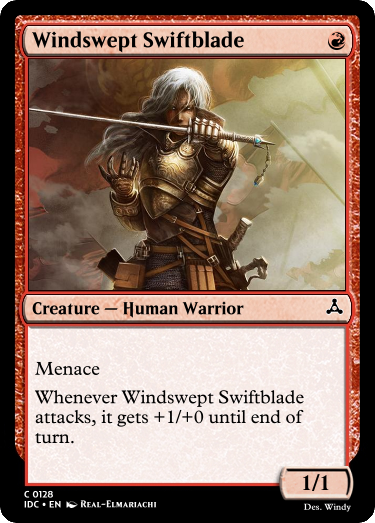 Windswept Swiftblade
Creature — Human Warrior
Menace
Whenever Windswept Swiftblade
attacks, it gets +1/+0 until end of
turn.
1/1
C 0128
IDC • EN Real-Elmariachi
Des. Windy